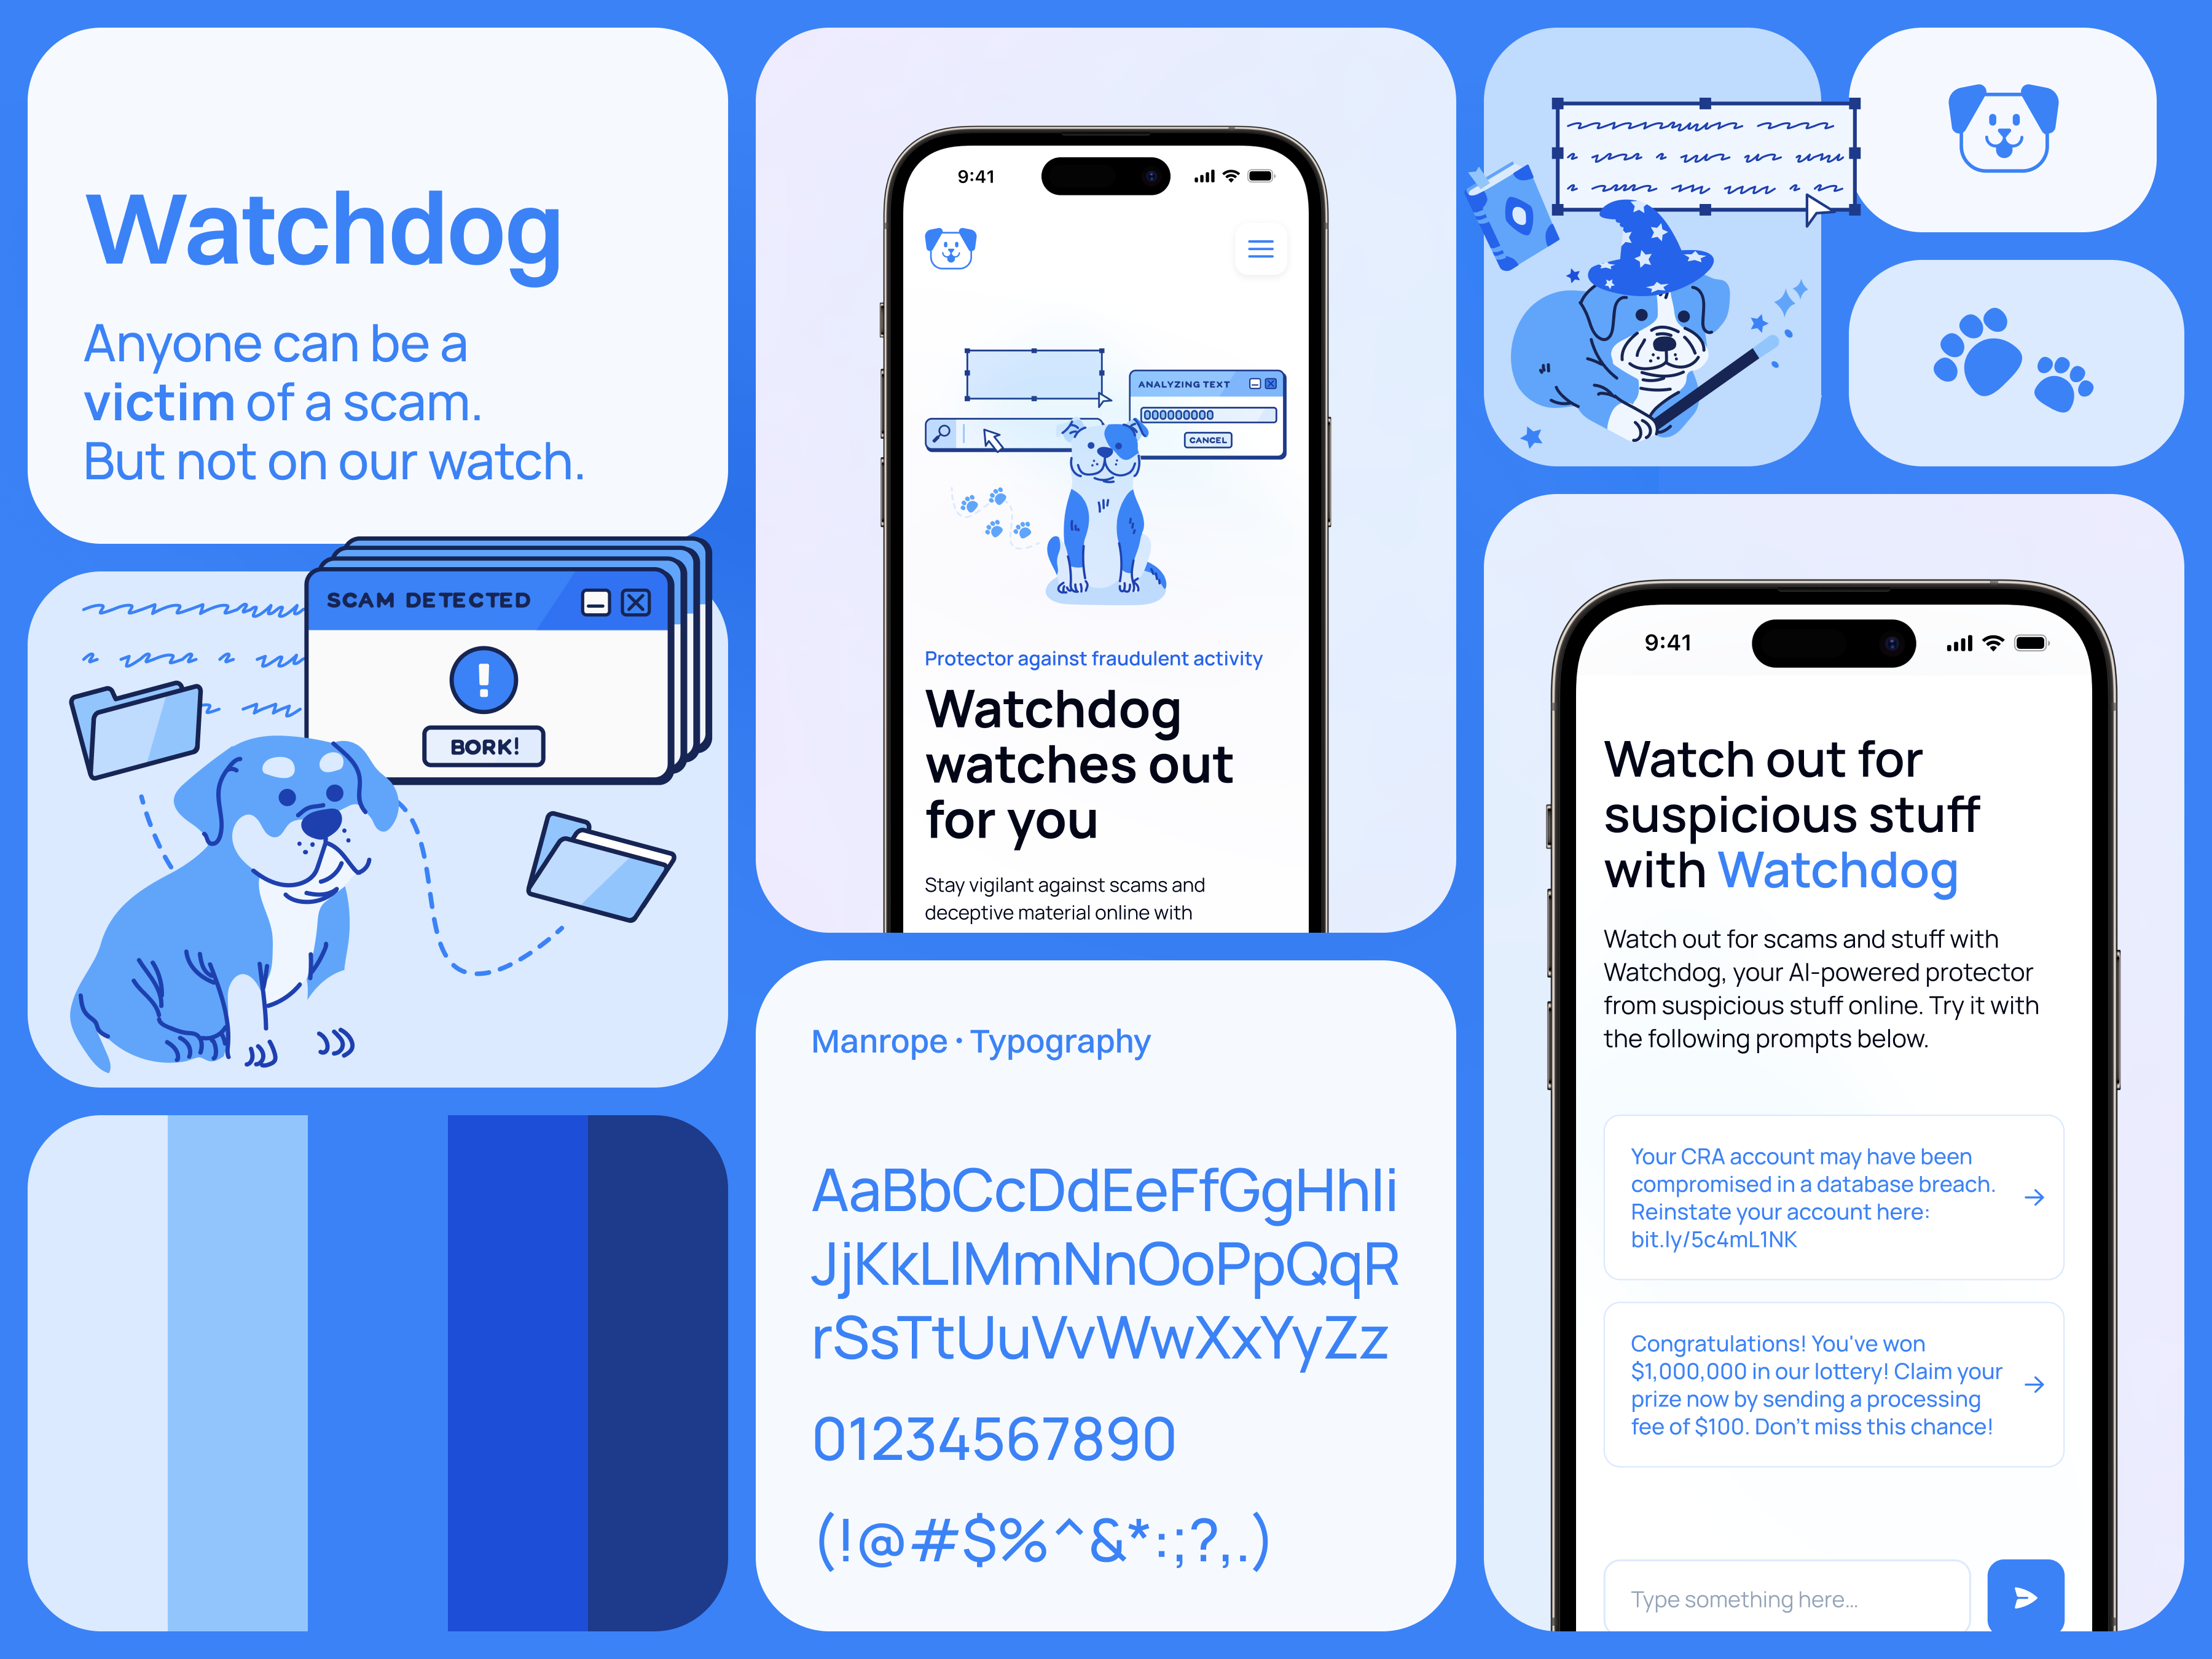 Watchdog
Anyone can be a
victim of a scam.
But not on our watch.
SCAM DETECTED
!
BORK!
9:41
ANALYZING TEXT
000000000
CANCEL
Protector against fraudulent activity
Watchdog
watches out
for you
Stay vigilant against scams and
deceptive material online with
Manrope · Typography
AaBbCcDdEeFfGgHhIi
JjKkLlMmNnOoPpQqR
rSsTtUuVvWwXxYyZz
01234567890
(!@#$%^&*:;?,.)
9:41
Watch out for
suspicious stuff
with Watchdog
Watch out for scams and stuff with
Watchdog, your AI-powered protector
from suspicious stuff online. Try it with
the following prompts below.
Your CRA account may have been
compromised in a database breach.
Reinstate your account here:
bit.ly/5c4mL1NK
Congratulations! You've won
$1,000,000 in our lottery! Claim your
prize now by sending a processing
fee of $100. Don't miss this chance!
Type something here...